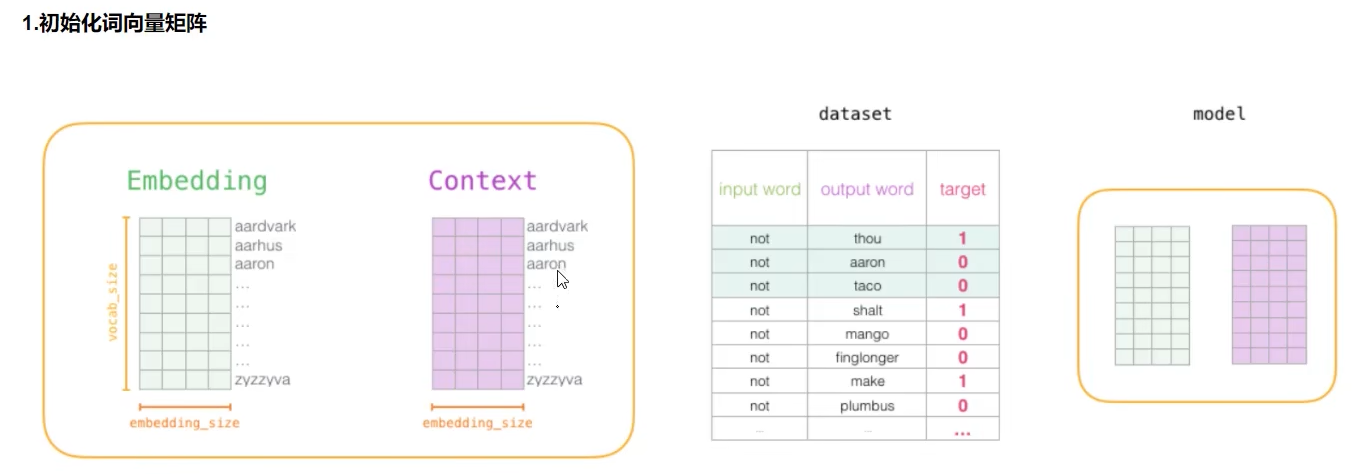 1.初始化词向量矩阵
Embedding
Context
vocab_size
aardvark
aarhus
aaron
...
...
...
...
...
zyzzyva
embedding_size
aardvark
aarhus
aaron
...
...
...
...
...
zyzzyva
embedding_size
dataset
input word output word target
not thou 1
not aaron 0
not taco 0
not shalt 1
not mango 0
not finglonger 0
not make 1
not plumbus 0
... ... ...
model